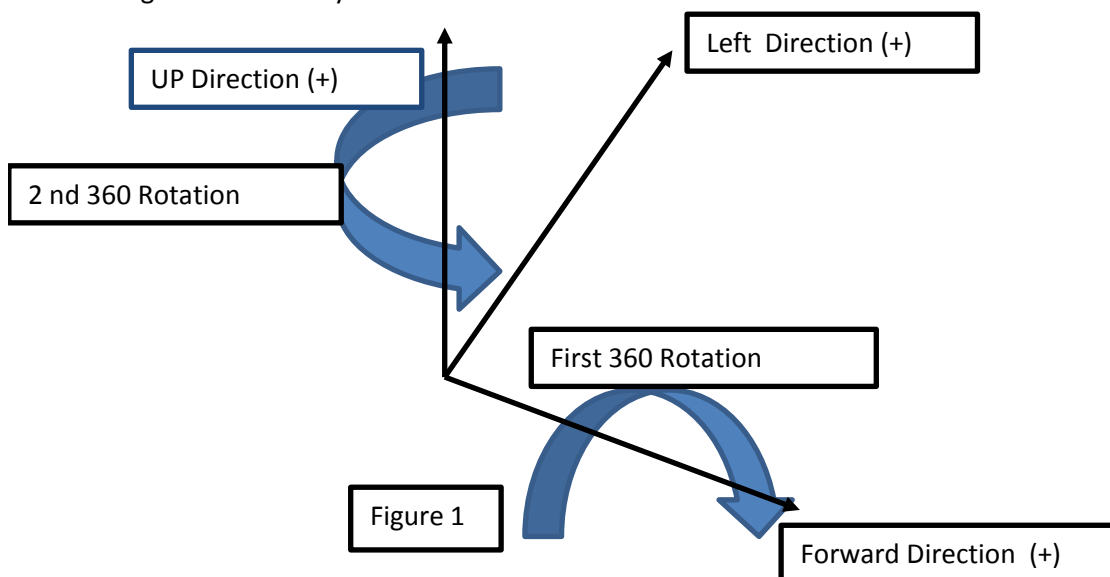 Left Direction (+)
UP Direction (+)
2 nd 360 Rotation
First 360 Rotation
Figure 1
Forward Direction (+)